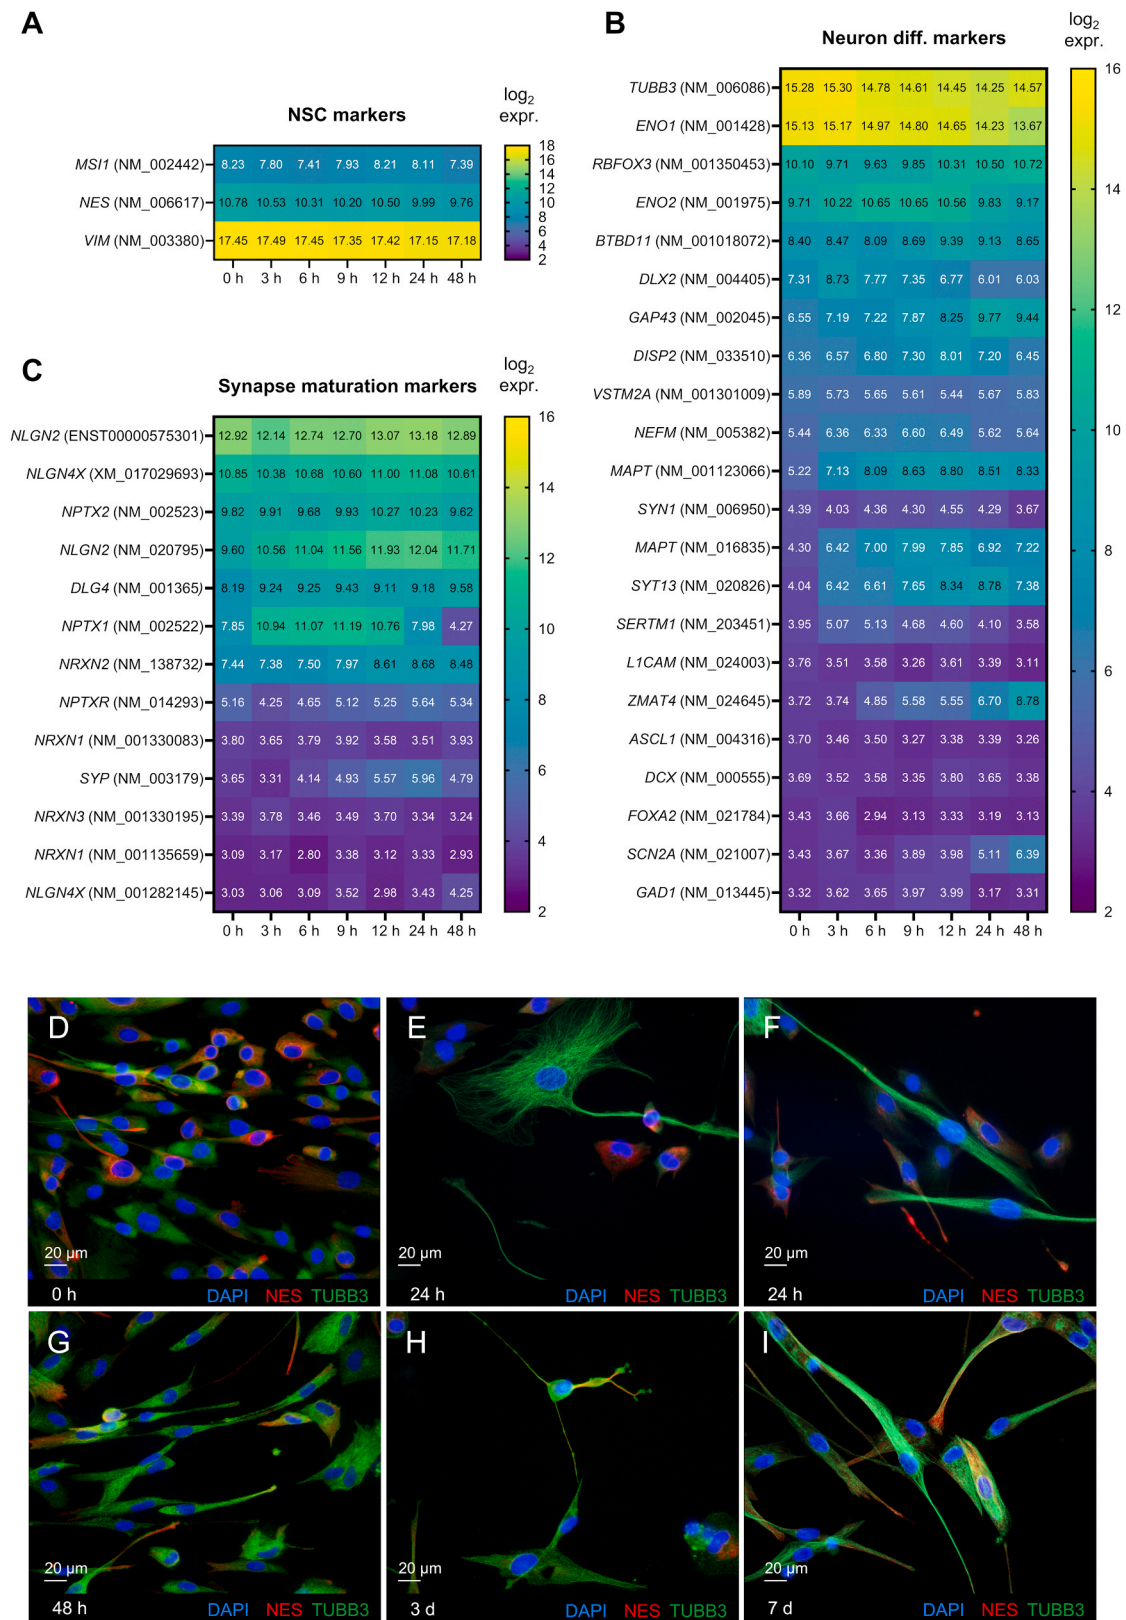 A
NSC markers
log2 expr.
MSI1 (NM_002442) 8.23 7.80 7.41 7.93 8.21 8.11 7.39
NES (NM_006617) 10.78 10.53 10.31 10.20 10.50 9.99 9.76
VIM (NM_003380) 17.45 17.49 17.45 17.35 17.42 17.15 17.18
0 h 3 h 6 h 9 h 12 h 24 h 48 h
18
16
14
12
10
8
6
4
2
B
Neuron diff. markers
log2 expr.
TUBB3 (NM_006086) 15.28 15.30 14.78 14.61 14.45 14.25 14.57
ENO1 (NM_001428) 15.13 15.17 14.97 14.80 14.65 14.23 13.67
RBFOX3 (NM_001350453) 10.10 9.71 9.63 9.85 10.31 10.50 10.72
ENO2 (NM_001975) 9.71 10.22 10.65 10.65 10.56 9.83 9.17
BTBD11 (NM_001018072) 8.40 8.47 8.09 8.69 9.39 9.13 8.65
DLX2 (NM_004405) 7.31 8.73 7.77 7.35 6.77 6.01 6.03
GAP43 (NM_002045) 6.55 7.19 7.22 7.87 8.25 9.77 9.44
DISP2 (NM_033510) 6.36 6.57 6.80 7.30 8.01 7.20 6.45
VSTM2A (NM_001301009) 5.89 5.73 5.65 5.61 5.44 5.67 5.83
NEFM (NM_005382) 5.44 6.36 6.33 6.60 6.49 5.62 5.64
MAPT (NM_001123066) 5.22 7.13 8.09 8.63 8.80 8.51 8.33
SYN1 (NM_006950) 4.39 4.03 4.36 4.30 4.55 4.29 3.67
MAPT (NM_016835) 4.30 6.42 7.00 7.99 7.85 6.92 7.22
SYT13 (NM_020826) 4.04 6.42 6.61 7.65 8.34 8.78 7.38
SERTM1 (NM_203451) 3.95 5.07 5.13 4.68 4.60 4.10 3.58
L1CAM (NM_024003) 3.76 3.51 3.58 3.26 3.61 3.39 3.11
ZMAT4 (NM_024645) 3.72 3.74 4.85 5.58 5.55 6.70 8.78
ASCL1 (NM_004316) 3.70 3.46 3.50 3.27 3.38 3.39 3.26
DCX (NM_000555) 3.69 3.52 3.58 3.35 3.80 3.65 3.38
FOXA2 (NM_021784) 3.43 3.66 2.94 3.13 3.33 3.19 3.13
SCN2A (NM_021007) 3.43 3.67 3.36 3.89 3.98 5.11 6.39
GAD1 (NM_013445) 3.32 3.62 3.65 3.97 3.99 3.17 3.31
0 h 3 h 6 h 9 h 12 h 24 h 48 h
16
14
12
10
8
6
4
2
C
Synapse maturation markers
log2 expr.
NLGN2 (ENST00000575301) 12.92 12.14 12.74 12.70 13.07 13.18 12.89
NLGN4X (XM_017029693) 10.85 10.38 10.68 10.60 11.00 11.08 10.61
NPTX2 (NM_002523) 9.82 9.91 9.68 9.93 10.27 10.23 9.62
NLGN2 (NM_020795) 9.60 10.56 11.04 11.56 11.93 12.04 11.71
DLG4 (NM_001365) 8.19 9.24 9.25 9.43 9.11 9.18 9.58
NPTX1 (NM_002522) 7.85 10.94 11.07 11.19 10.76 7.98 4.27
NRXN2 (NM_138732) 7.44 7.38 7.50 7.97 8.61 8.68 8.48
NPTXR (NM_014293) 5.16 4.25 4.65 5.12 5.25 5.64 5.34
NRXN1 (NM_001330083) 3.80 3.65 3.79 3.92 3.58 3.51 3.93
SYP (NM_003179) 3.65 3.31 4.14 4.93 5.57 5.96 4.79
NRXN3 (NM_001330195) 3.39 3.78 3.46 3.49 3.70 3.34 3.24
NRXN1 (NM_001135659) 3.09 3.17 2.80 3.38 3.12 3.33 2.93
NLGN4X (NM_001282145) 3.03 3.06 3.09 3.52 2.98 3.43 4.25
0 h 3 h 6 h 9 h 12 h 24 h 48 h
16
14
12
10
8
6
4
2
D
20 µm
0 h
DAPI NES TUBB3
E
20 µm
24 h
DAPI NES TUBB3
F
20 µm
24 h
DAPI NES TUBB3
G
20 µm
48 h
DAPI NES TUBB3
H
20 µm
3 d
DAPI NES TUBB3
I
20 µm
7 d
DAPI NES TUBB3